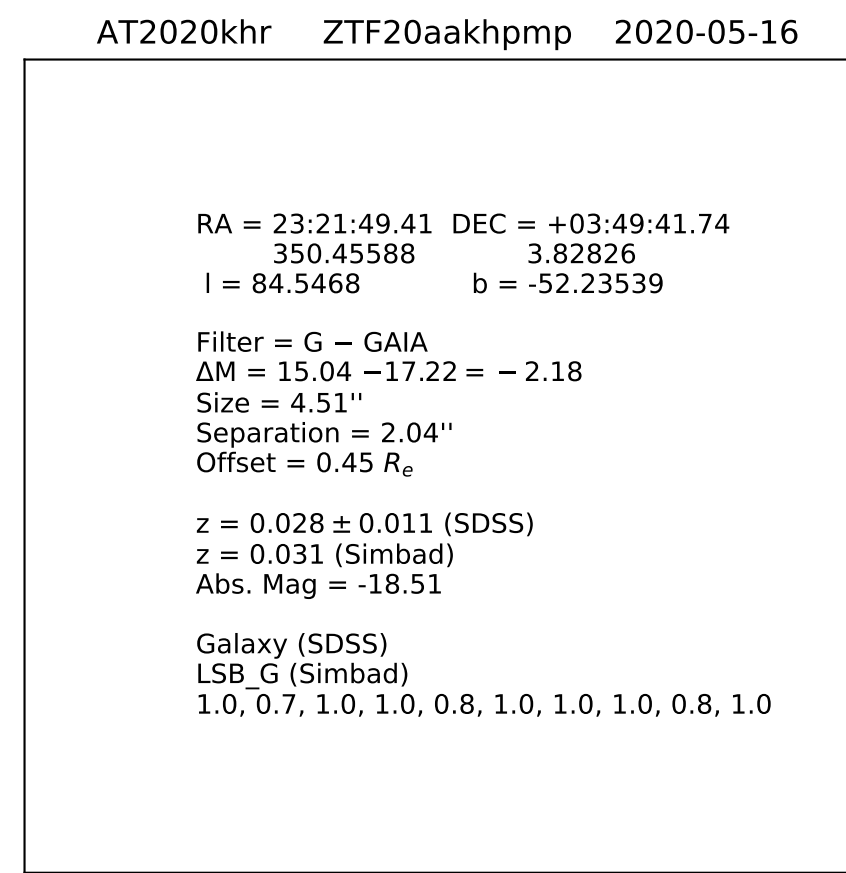 AT2020khr ZTF20aakhpmp 2020-05-16
RA = 23:21:49.41 DEC = +03:49:41.74
350.45588 3.82826
l = 84.5468 b = -52.23539
Filter = G − GAIA
ΔM = 15.04 −17.22 = − 2.18
Size = 4.51''
Separation = 2.04''
Offset = 0.45 Rₑ
z = 0.028 ± 0.011 (SDSS)
z = 0.031 (Simbad)
Abs. Mag = -18.51
Galaxy (SDSS)
LSB_G (Simbad)
1.0, 0.7, 1.0, 1.0, 0.8, 1.0, 1.0, 1.0, 0.8, 1.0